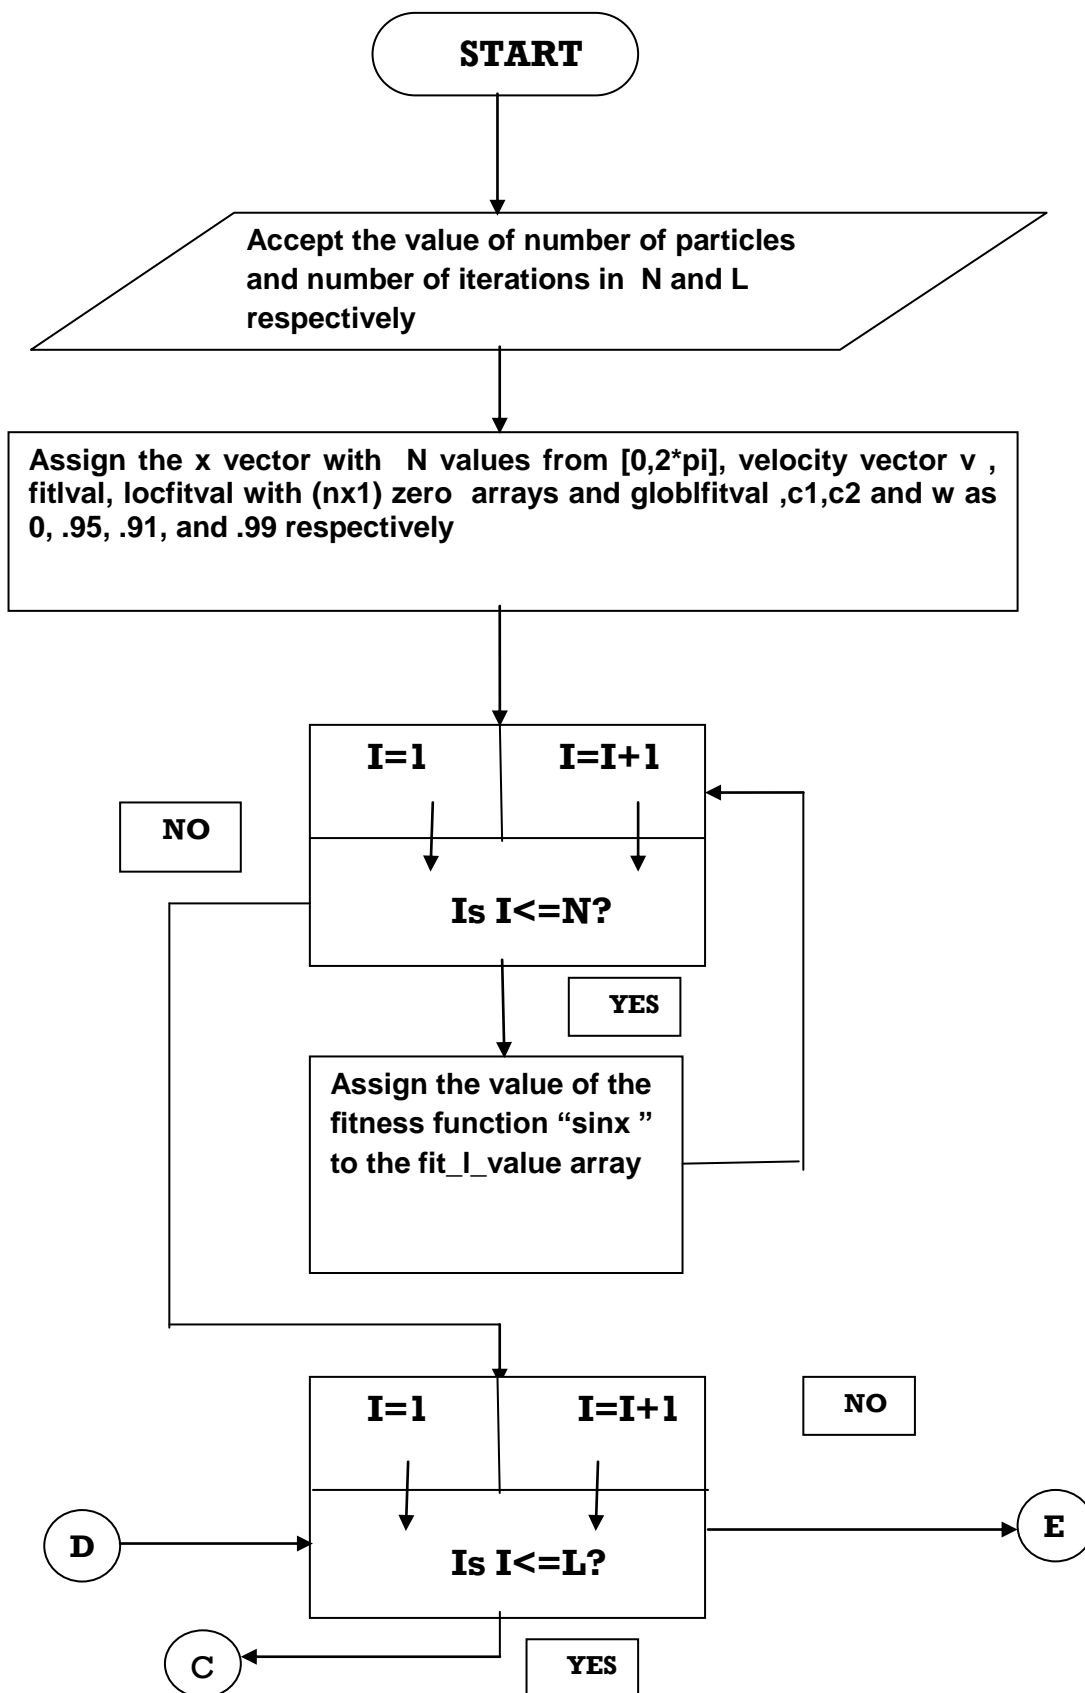 START
Accept the value of number of particles
and number of iterations in N and L
respectively
Assign the x vector with N values from [0,2*pi], velocity vector v ,
fitlval, locfitval with (nx1) zero arrays and globlfitval ,c1,c2 and w as
0, .95, .91, and .99 respectively
I=1 I=I+1
NO
Is I<=N?
YES
Assign the value of the
fitness function “sinx ”
to the fit_l_value array
I=1 I=I+1
NO
D
E
Is I<=L?
C
YES